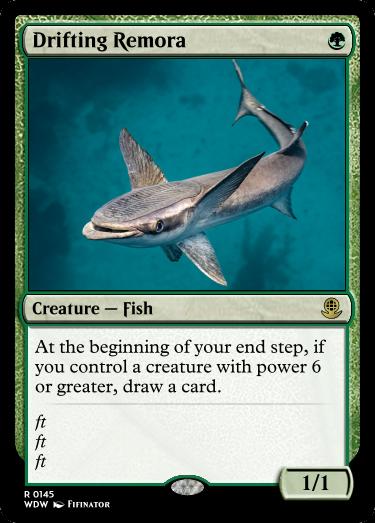 Drifting Remora
Creature — Fish
At the beginning of your end step, if
you control a creature with power 6
or greater, draw a card.
ft
ft
ft
1/1
R 0145
WDW Fifinator